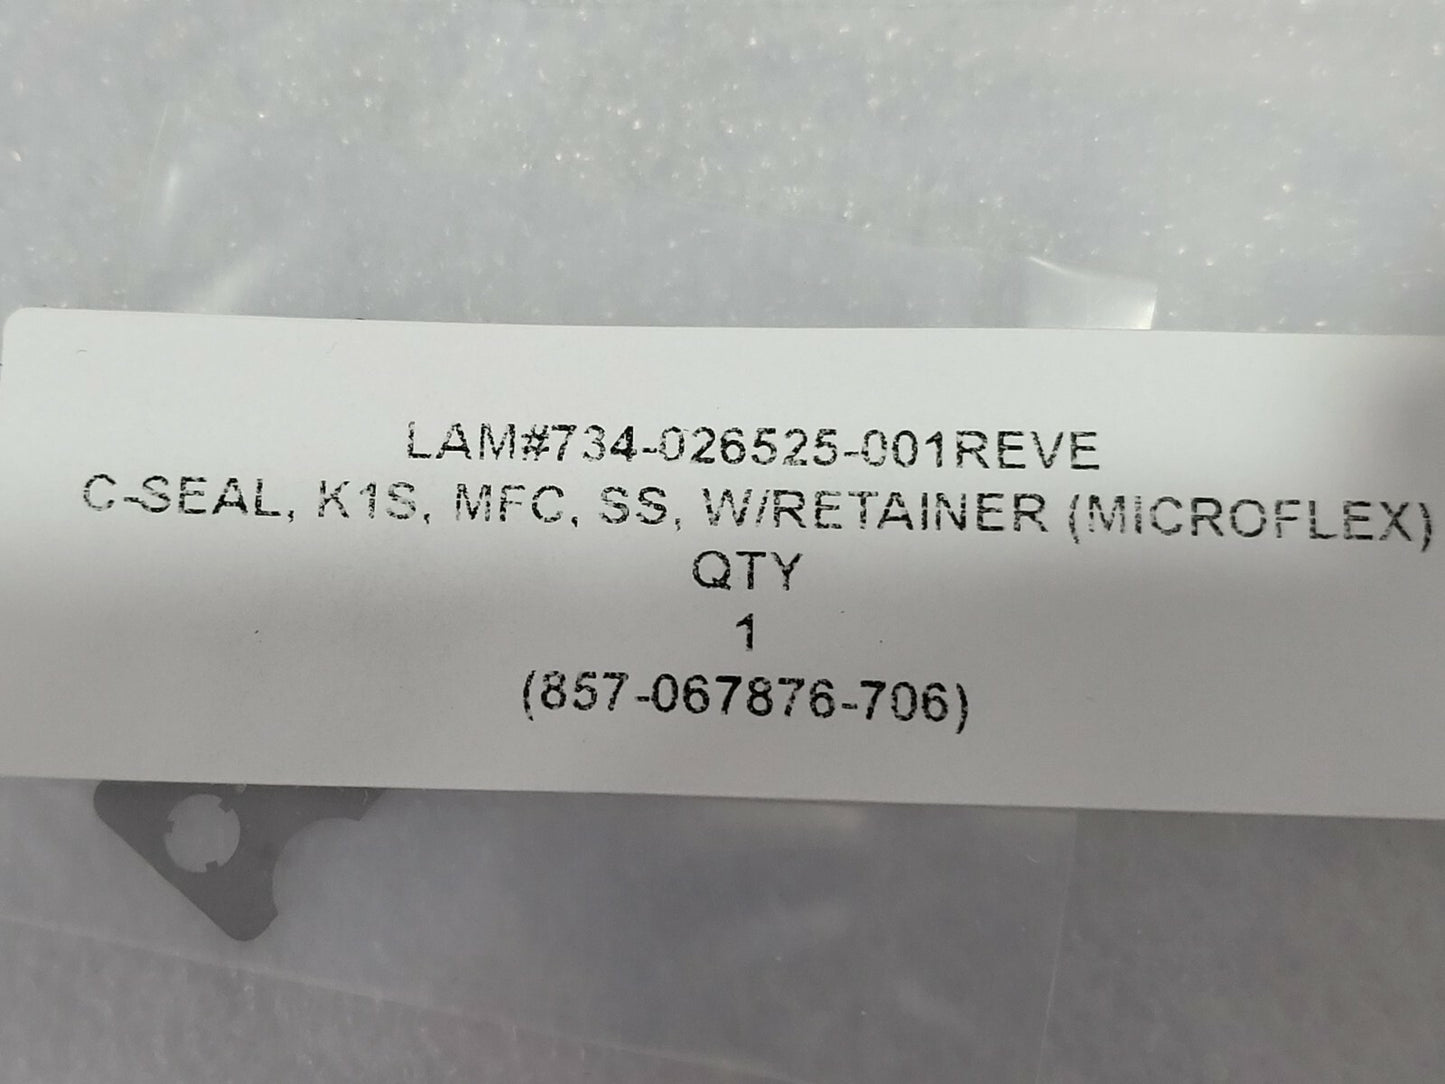 LAM#734-026525-001REVE
C-SEAL, K1S, MFC, SS, W/RETAINER (MICROFLEX)
QTY
1
(857-067876-706)